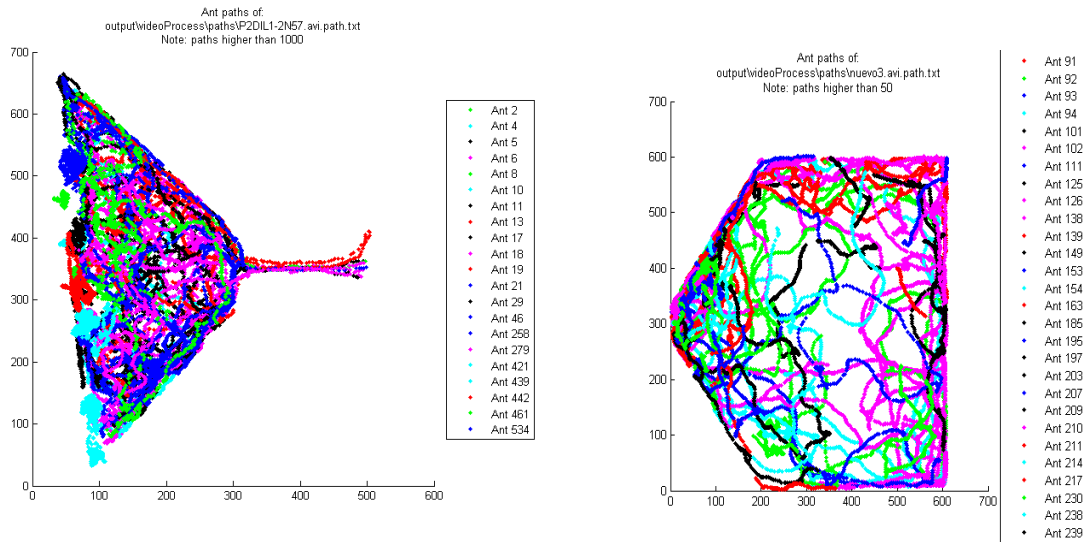 Ant paths of:
output\videoProcess\paths\P2DIL1-2N57.avi.path.txt
Note: paths higher than 1000
700
600
500
400
300
200
100
0
0 100 200 300 400 500 600
Ant 2
Ant 4
Ant 5
Ant 6
Ant 8
Ant 10
Ant 11
Ant 13
Ant 17
Ant 18
Ant 19
Ant 21
Ant 29
Ant 46
Ant 258
Ant 279
Ant 421
Ant 439
Ant 442
Ant 461
Ant 534
Ant paths of:
output\videoProcess\paths\nuevo3.avi.path.txt
Note: paths higher than 50
700
600
500
400
300
200
100
0
0 100 200 300 400 500 600 700
Ant 91
Ant 92
Ant 93
Ant 94
Ant 101
Ant 102
Ant 111
Ant 125
Ant 126
Ant 138
Ant 139
Ant 149
Ant 153
Ant 154
Ant 163
Ant 185
Ant 195
Ant 197
Ant 203
Ant 207
Ant 209
Ant 210
Ant 211
Ant 214
Ant 217
Ant 230
Ant 238
Ant 239